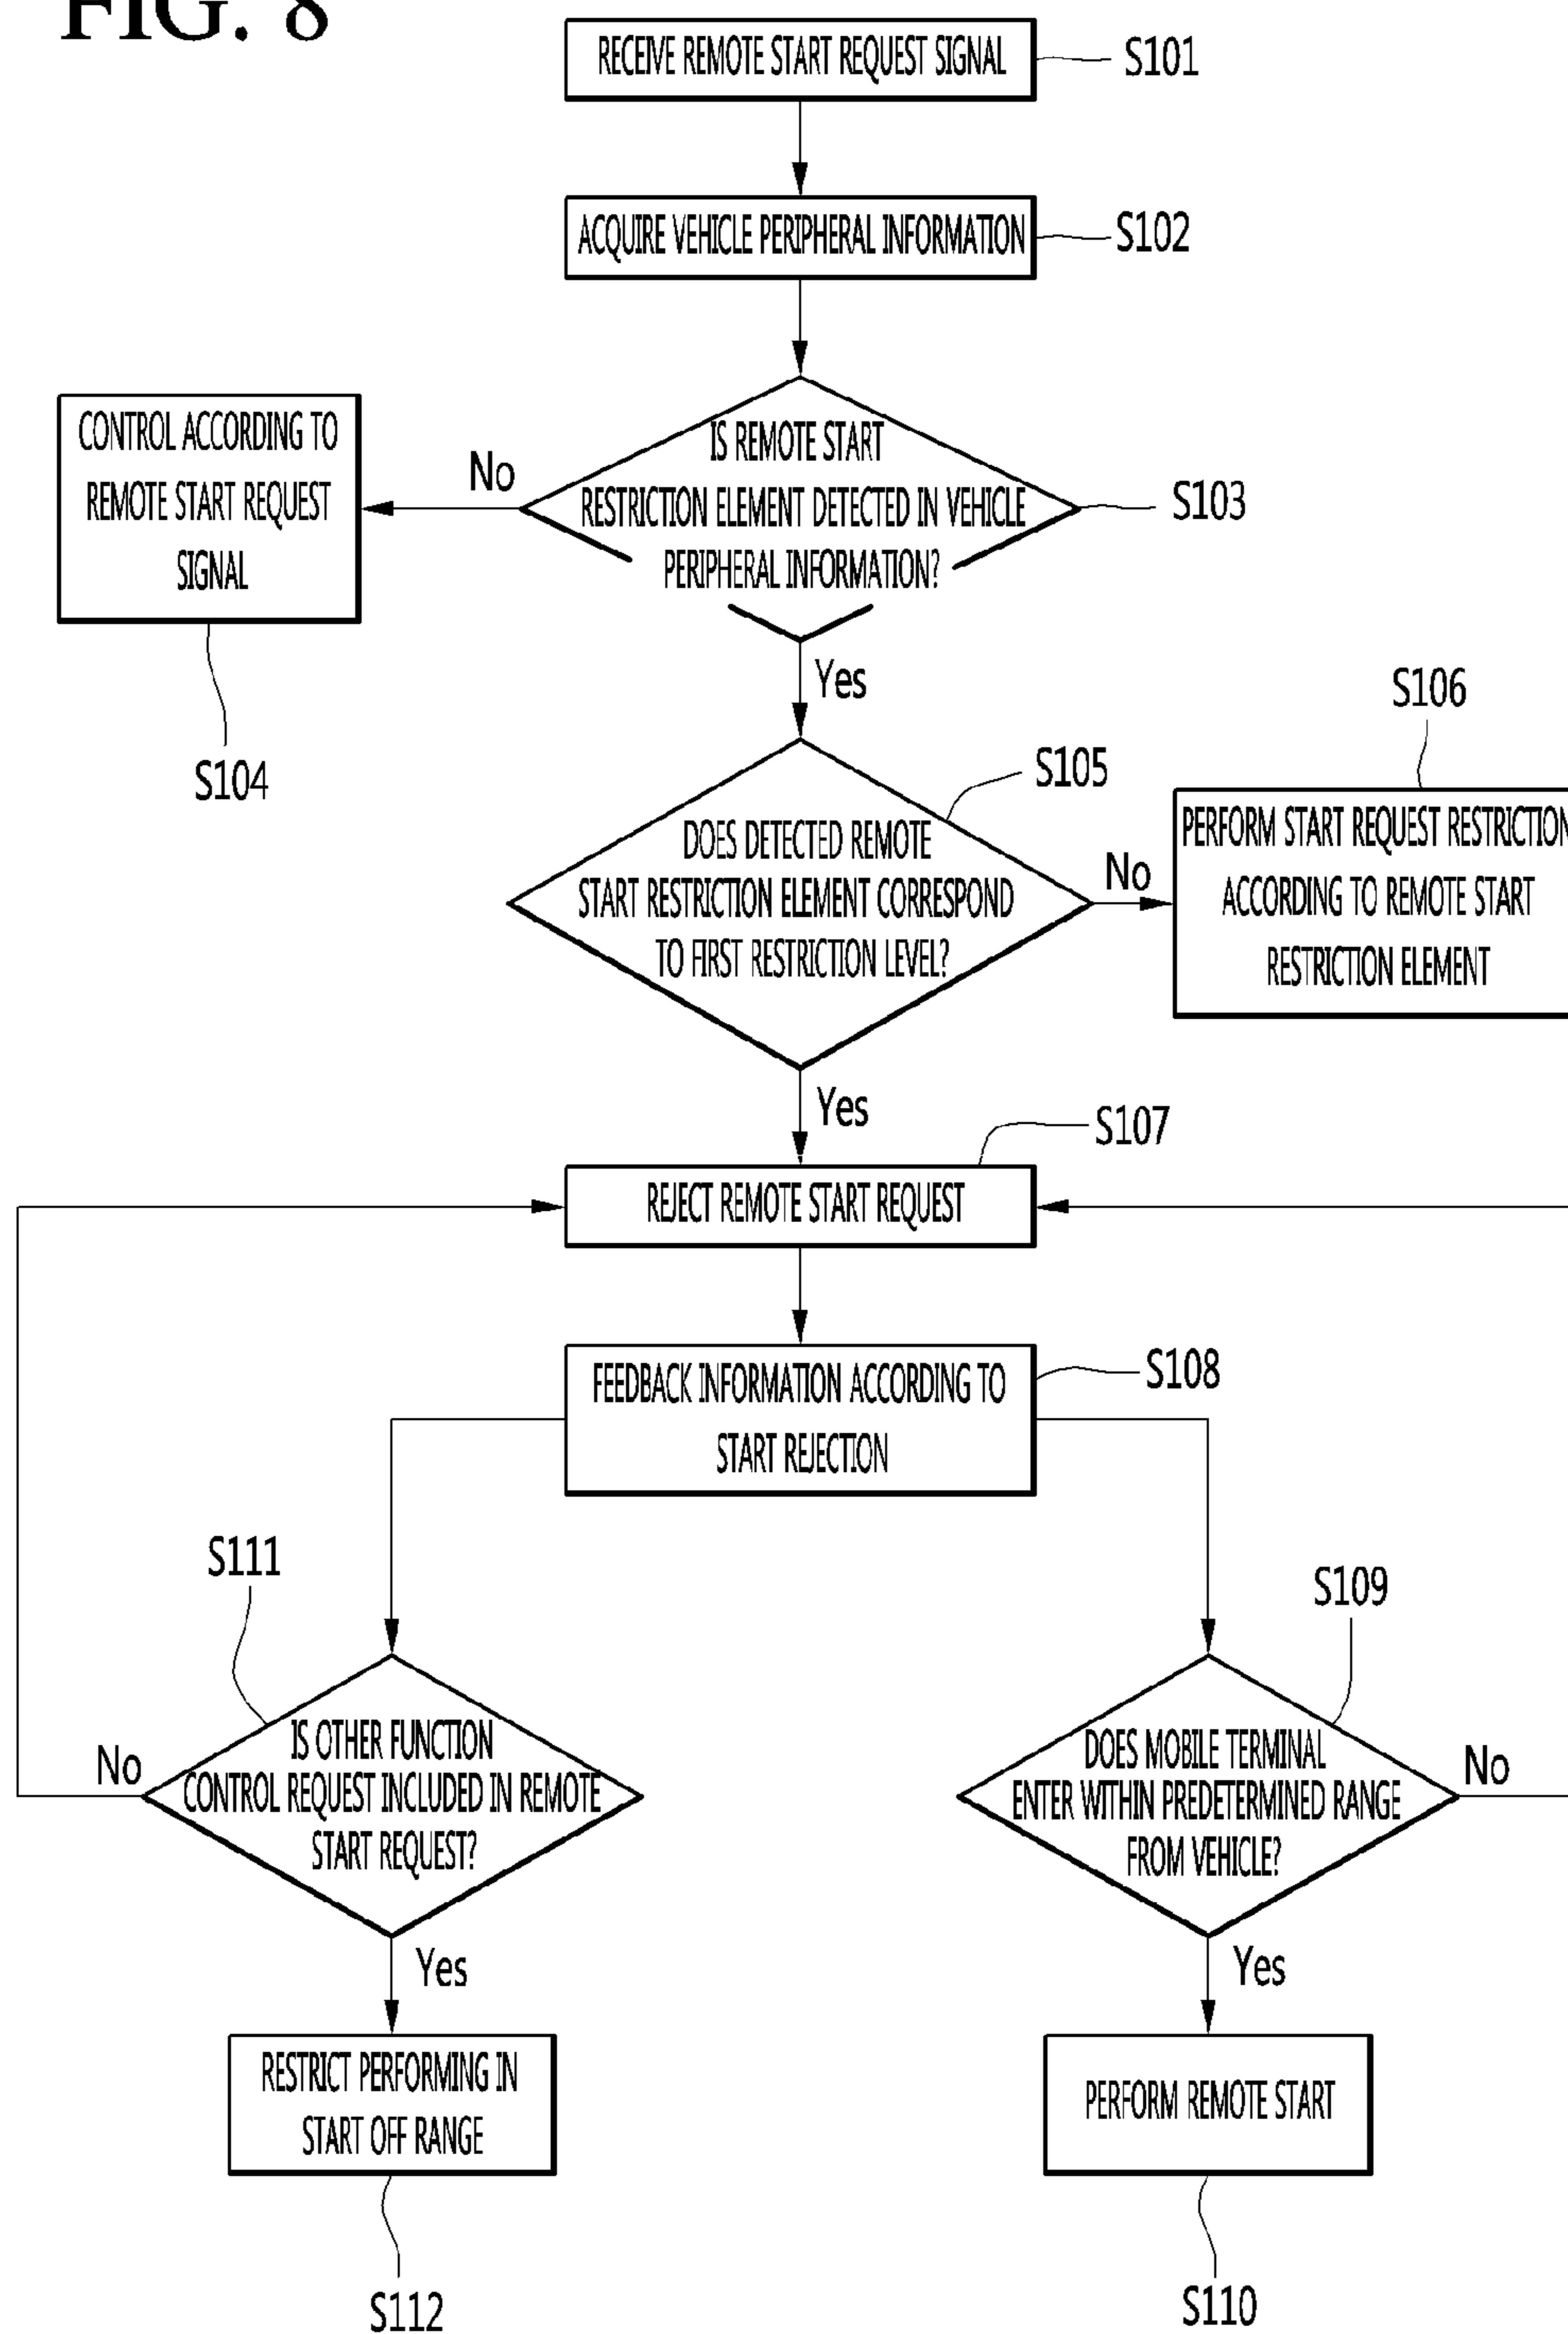 FIG. 8
RECEIVE REMOTE START REQUEST SIGNAL
S101
ACQUIRE VEHICLE PERIPHERAL INFORMATION
S102
IS REMOTE START
RESTRICTION ELEMENT DETECTED IN VEHICLE
PERIPHERAL INFORMATION?
S103
No
CONTROL ACCORDING TO
REMOTE START REQUEST
SIGNAL
S104
Yes
DOES DETECTED REMOTE
START RESTRICTION ELEMENT CORRESPOND
TO FIRST RESTRICTION LEVEL?
S105
No
S106
PERFORM START REQUEST RESTRICTION
ACCORDING TO REMOTE START
RESTRICTION ELEMENT
Yes
S107
REJECT REMOTE START REQUEST
FEEDBACK INFORMATION ACCORDING TO
START REJECTION
S108
S111
IS OTHER FUNCTION
CONTROL REQUEST INCLUDED IN REMOTE
START REQUEST?
No
Yes
RESTRICT PERFORMING IN
START OFF RANGE
S112
S109
DOES MOBILE TERMINAL
ENTER WITHIN PREDETERMINED RANGE
FROM VEHICLE?
No
Yes
PERFORM REMOTE START
S110